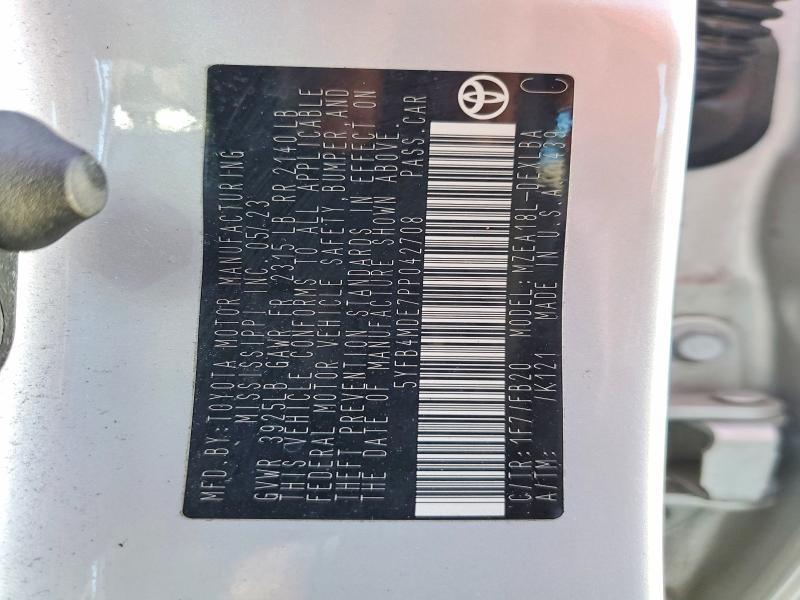 MFD. BY: TOYOTA MOTOR MANUFACTURING
MISSISSIPPI INC. 05/23
GVWR 3925LB GAWR FR 2315 LB RR 2140LB
THIS VEHICLE CONFORMS TO ALL APPLICABLE
FEDERAL MOTOR VEHICLE SAFETY, BUMPER, AND
THEFT PREVENTION STANDARDS IN EFFECT ON
THE DATE OF MANUFACTURE SHOWN ABOVE.
5YFB4MDE7PP042708 PASS. CAR
C/TR: 1F7/FB20 MODEL: MZEA18L-DEXLBA
A/TM: /K121 MADE IN U.S.A. C